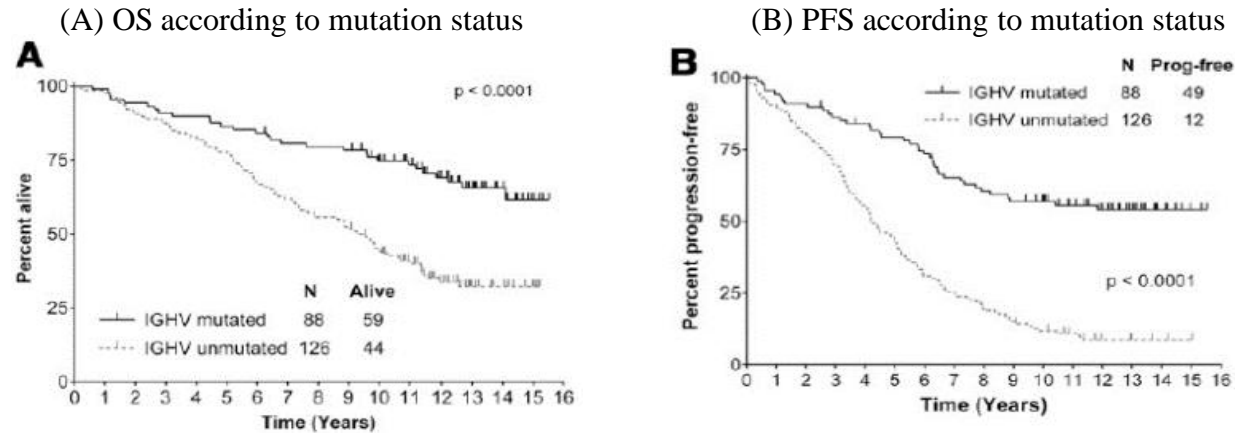 (A) OS according to mutation status
(B) PFS according to mutation status
A
100
75
50
25
0
Percent alive
p < 0.0001
N Alive
IGHV mutated 88 59
IGHV unmutated 126 44
0 1 2 3 4 5 6 7 8 9 10 11 12 13 14 15 16
Time (Years)
B
100
75
50
25
0
Percent progression-free
N Prog-free
IGHV mutated 88 49
IGHV unmutated 126 12
p < 0.0001
0 1 2 3 4 5 6 7 8 9 10 11 12 13 14 15 16
Time (Years)